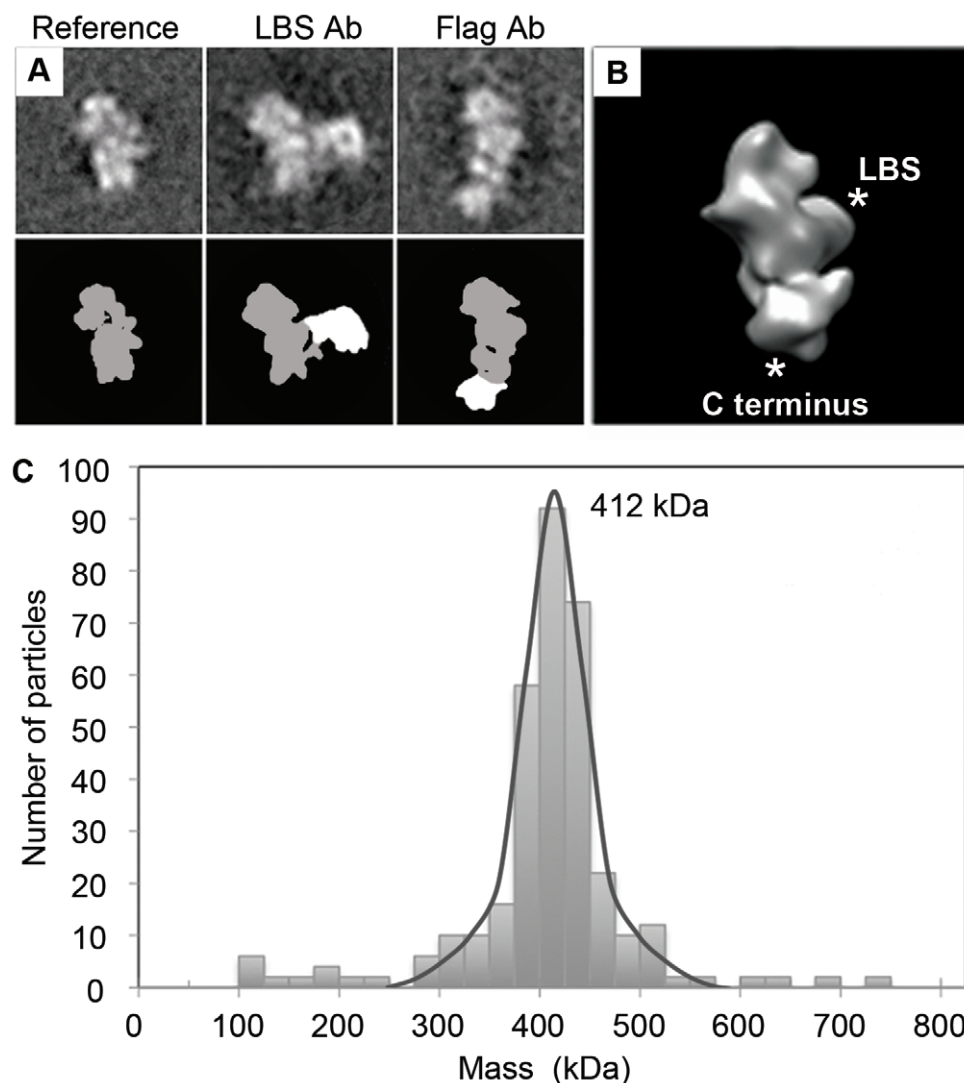 Reference LBS Ab Flag Ab
A
B
LBS
*
*
C terminus
C
100
90
80
70
60
50
40
30
20
10
0
412 kDa
Number of particles
0 100 200 300 400 500 600 700 800
Mass (kDa)